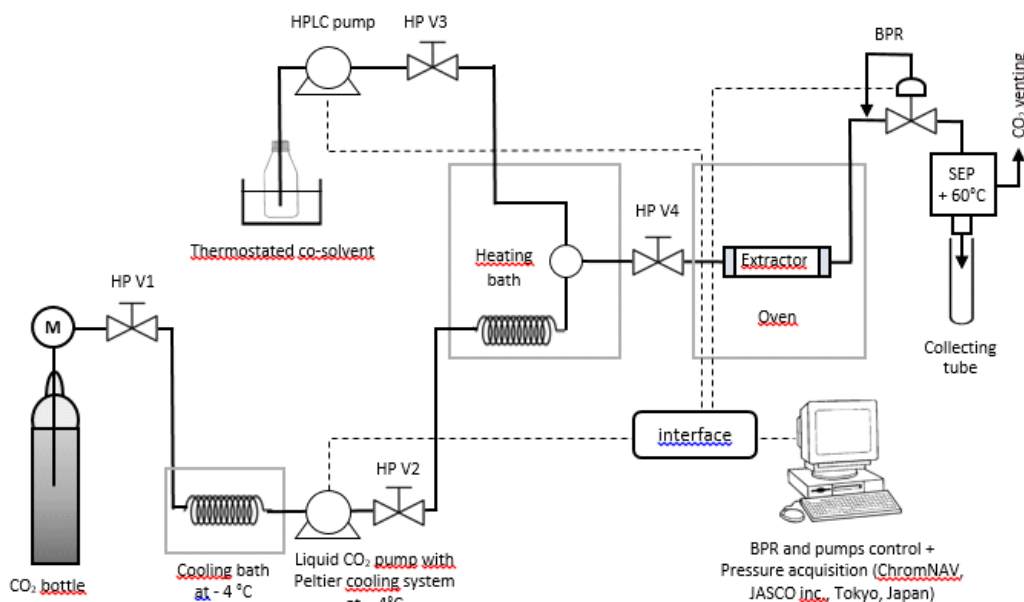 HPLC pump
HP V3
BPR
CO₂ venting
SEP
+ 60°C
Thermostated co-solvent
HP V4
Heating
bath
Extractor
Oven
HP V1
M
Collecting
tube
interface
HP V2
CO₂ bottle
Cooling bath
at - 4 °C
Liquid CO₂ pump with
Peltier cooling system
at - 4°C
BPR and pumps control +
Pressure acquisition (ChromNAV,
JASCO inc., Tokyo, Japan)